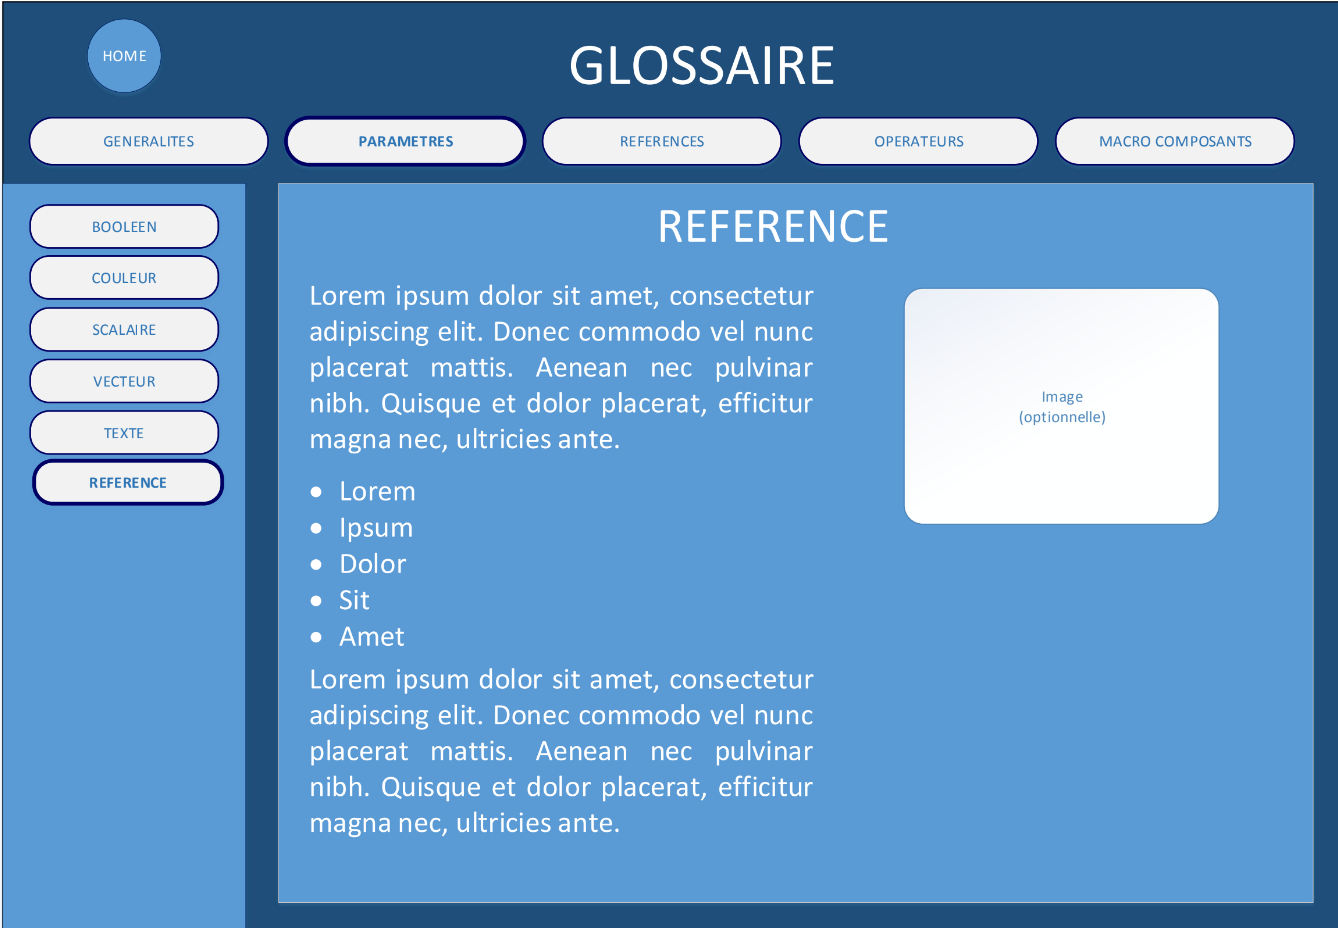 HOME
GLOSSAIRE
GENERALITES
PARAMETRES
REFERENCES
OPERATEURS
MACRO COMPOSANTS
BOOLEEN
COULEUR
SCALAIRE
VECTEUR
TEXTE
REFERENCE
REFERENCE
Lorem ipsum dolor sit amet, consectetur
adipiscing elit. Donec commodo vel nunc
placerat mattis. Aenean nec pulvinar
nibh. Quisque et dolor placerat, efficitur
magna nec, ultricies ante.
• Lorem
• Ipsum
• Dolor
• Sit
• Amet
Lorem ipsum dolor sit amet, consectetur
adipiscing elit. Donec commodo vel nunc
placerat mattis. Aenean nec pulvinar
nibh. Quisque et dolor placerat, efficitur
magna nec, ultricies ante.
Image
(optionnelle)